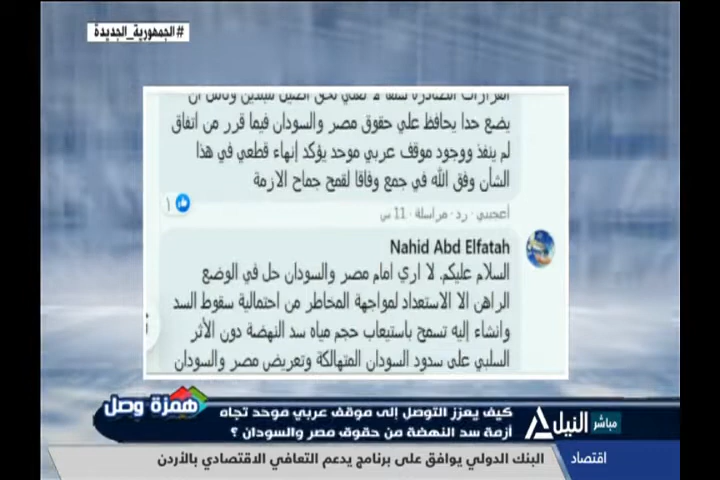 #الجمهورية_الجديدة
يضع حدا يحافظ علي حقوق مصر والسودان فيما قرر من اتفاق
لم ينفذ ووجود موقف عربي موحد يؤكد إنهاء قطعي في هذا
الشأن وفق الله في جمع وفاقا لقمح جماح الازمة
1
أعجبني · رد · مراسلة · 11 س
Nahid Abd Elfatah
السلام عليكم. لا اري امام مصر والسودان حل في الوضع
الراهن الا الاستعداد لمواجهة المخاطر من احتمالية سقوط السد
وانشاء إليه تسمح باستيعاب حجم مياه سد النهضة دون الأثر
السلبي على سدود السودان المتهالكة وتعريض مصر والسودان
همزة وصل
كيف يعزز التوصل إلى موقف عربي موحد تجاه
أزمة سد النهضة من حقوق مصر والسودان ؟
النيل
مباشر
اقتصاد
البنك الدولي يوافق على برنامج يدعم التعافي الاقتصادي بالأردن